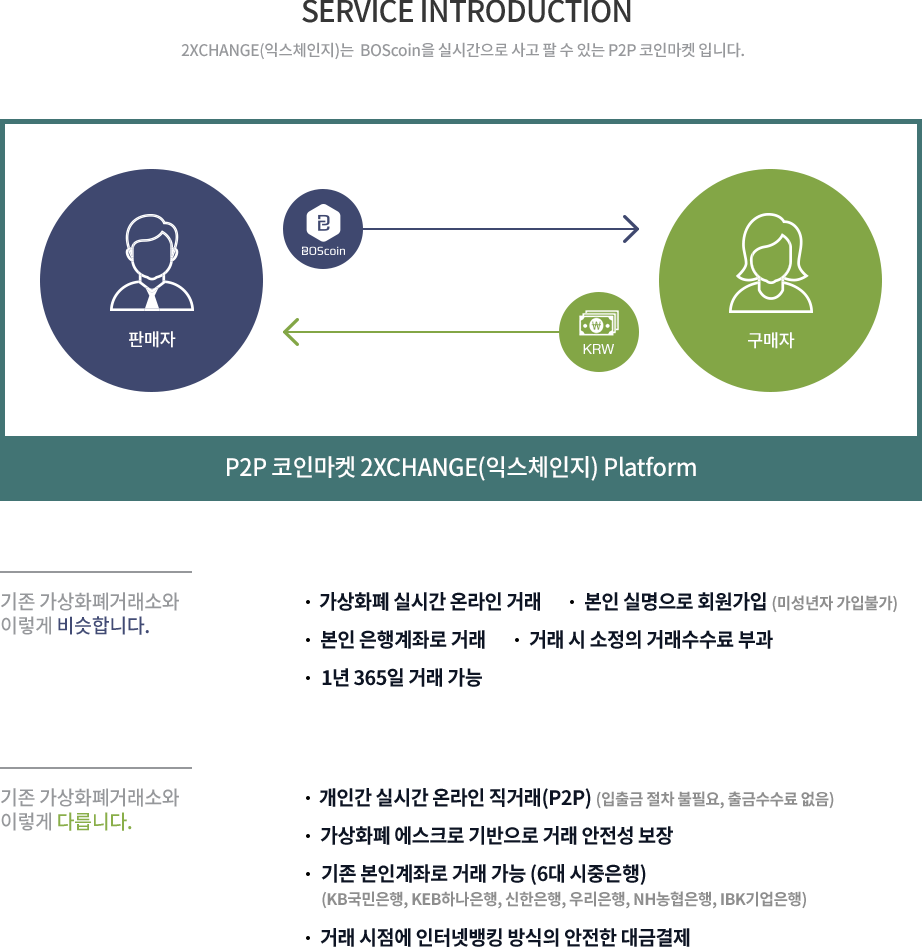 SERVICE INTRODUCTION
2XCHANGE(익스체인지)는 BOScoin을 실시간으로 사고 팔 수 있는 P2P 코인마켓 입니다.
BOScoin
판매자
KRW
구매자
P2P 코인마켓 2XCHANGE(익스체인지) Platform
기존 가상화폐거래소와
이렇게 비슷합니다.
· 가상화폐 실시간 온라인 거래 · 본인 실명으로 회원가입 (미성년자 가입불가)
· 본인 은행계좌로 거래 · 거래 시 소정의 거래수수료 부과
· 1년 365일 거래 가능
기존 가상화폐거래소와
이렇게 다릅니다.
· 개인간 실시간 온라인 직거래(P2P) (입출금 절차 불필요, 출금수수료 없음)
· 가상화폐 에스크로 기반으로 거래 안전성 보장
· 기존 본인계좌로 거래 가능 (6대 시중은행)
(KB국민은행, KEB하나은행, 신한은행, 우리은행, NH농협은행, IBK기업은행)
· 거래 시점에 인터넷뱅킹 방식의 안전한 대금결제